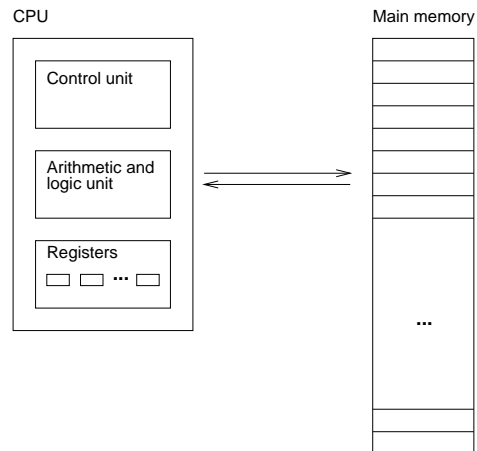 CPU
Main memory
Control unit
Arithmetic and
logic unit
Registers
...
...